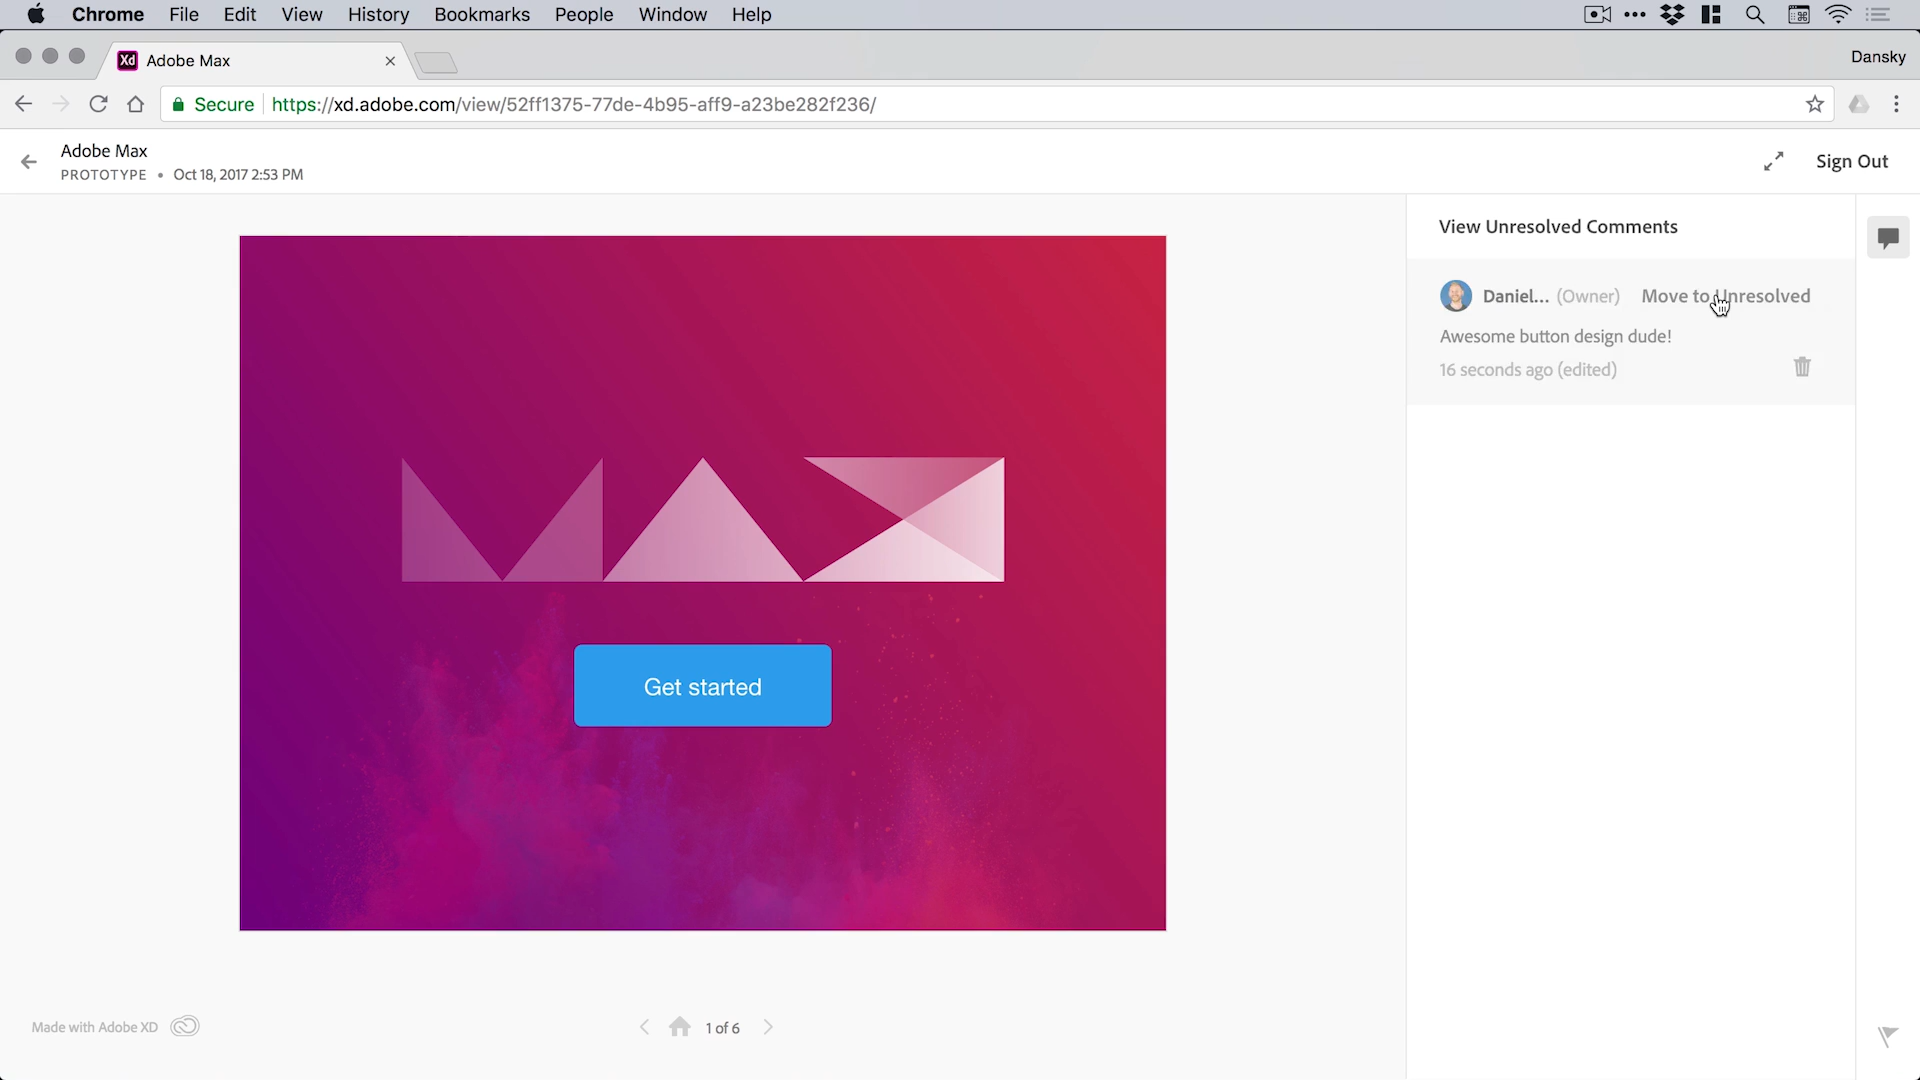 Chrome File Edit View History Bookmarks People Window Help
Xd Adobe Max
Dansky
Secure https://xd.adobe.com/view/52ff1375-77de-4b95-aff9-a23be282f236/
Adobe Max
PROTOTYPE • Oct 18, 2017 2:53 PM
Sign Out
View Unresolved Comments
Daniel... (Owner) Move to Unresolved
Awesome button design dude!
16 seconds ago (edited)
MAX
Get started
Made with Adobe XD
1 of 6